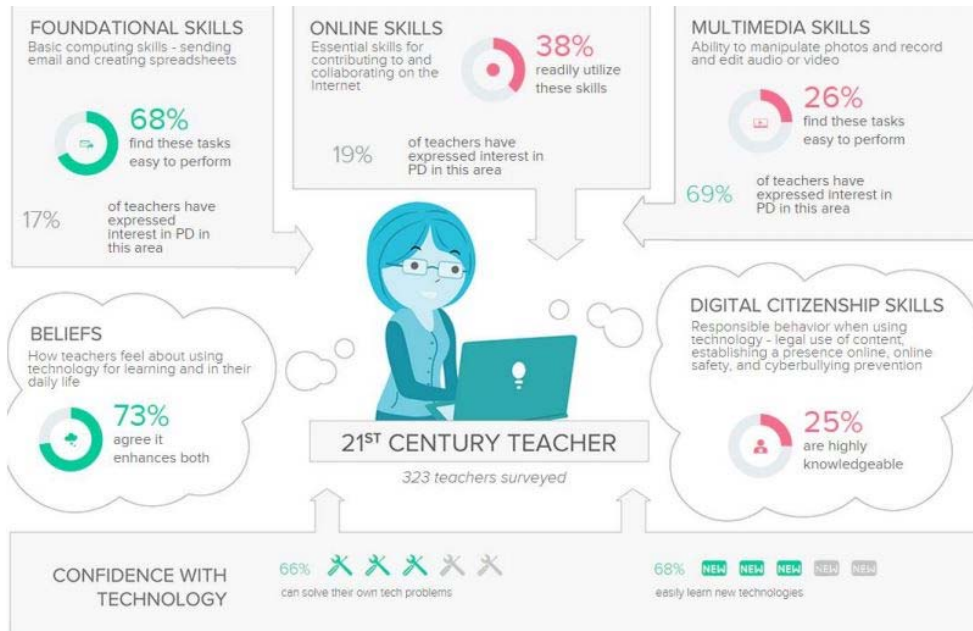 FOUNDATIONAL SKILLS
Basic computing skills - sending
email and creating spreadsheets
68%
find these tasks
easy to perform
17%
of teachers have
expressed
interest in PD in
this area
ONLINE SKILLS
Essential skills for
contributing to and
collaborating on the
Internet
38%
readily utilize
these skills
19%
of teachers have
expressed interest in
PD in this area
MULTIMEDIA SKILLS
Ability to manipulate photos and record
and edit audio or video
26%
find these tasks
easy to perform
69%
of teachers have
expressed interest in
PD in this area
BELIEFS
How teachers feel about using
technology for learning and in their
daily life
73%
agree it
enhances both
DIGITAL CITIZENSHIP SKILLS
Responsible behavior when using
technology - legal use of content,
establishing a presence online, online
safety, and cyberbullying prevention
25%
are highly
knowledgeable
21ST CENTURY TEACHER
323 teachers surveyed
CONFIDENCE WITH
TECHNOLOGY
66%
can solve their own tech problems
68% NEW NEW NEW NEW NEW
easily learn new technologies